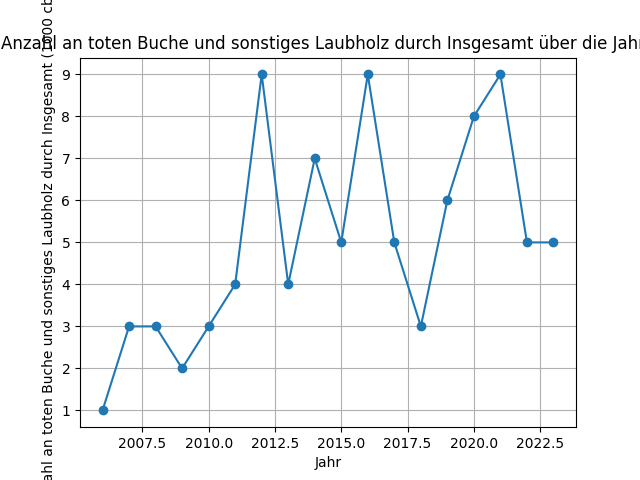 Anzahl an toten Buche und sonstiges Laubholz durch Insgesamt über die Jahr
ahl an toten Buche und sonstiges Laubholz durch Insgesamt (1000 cb
9
8
7
6
5
4
3
2
1
2007.5 2010.0 2012.5 2015.0 2017.5 2020.0 2022.5
Jahr